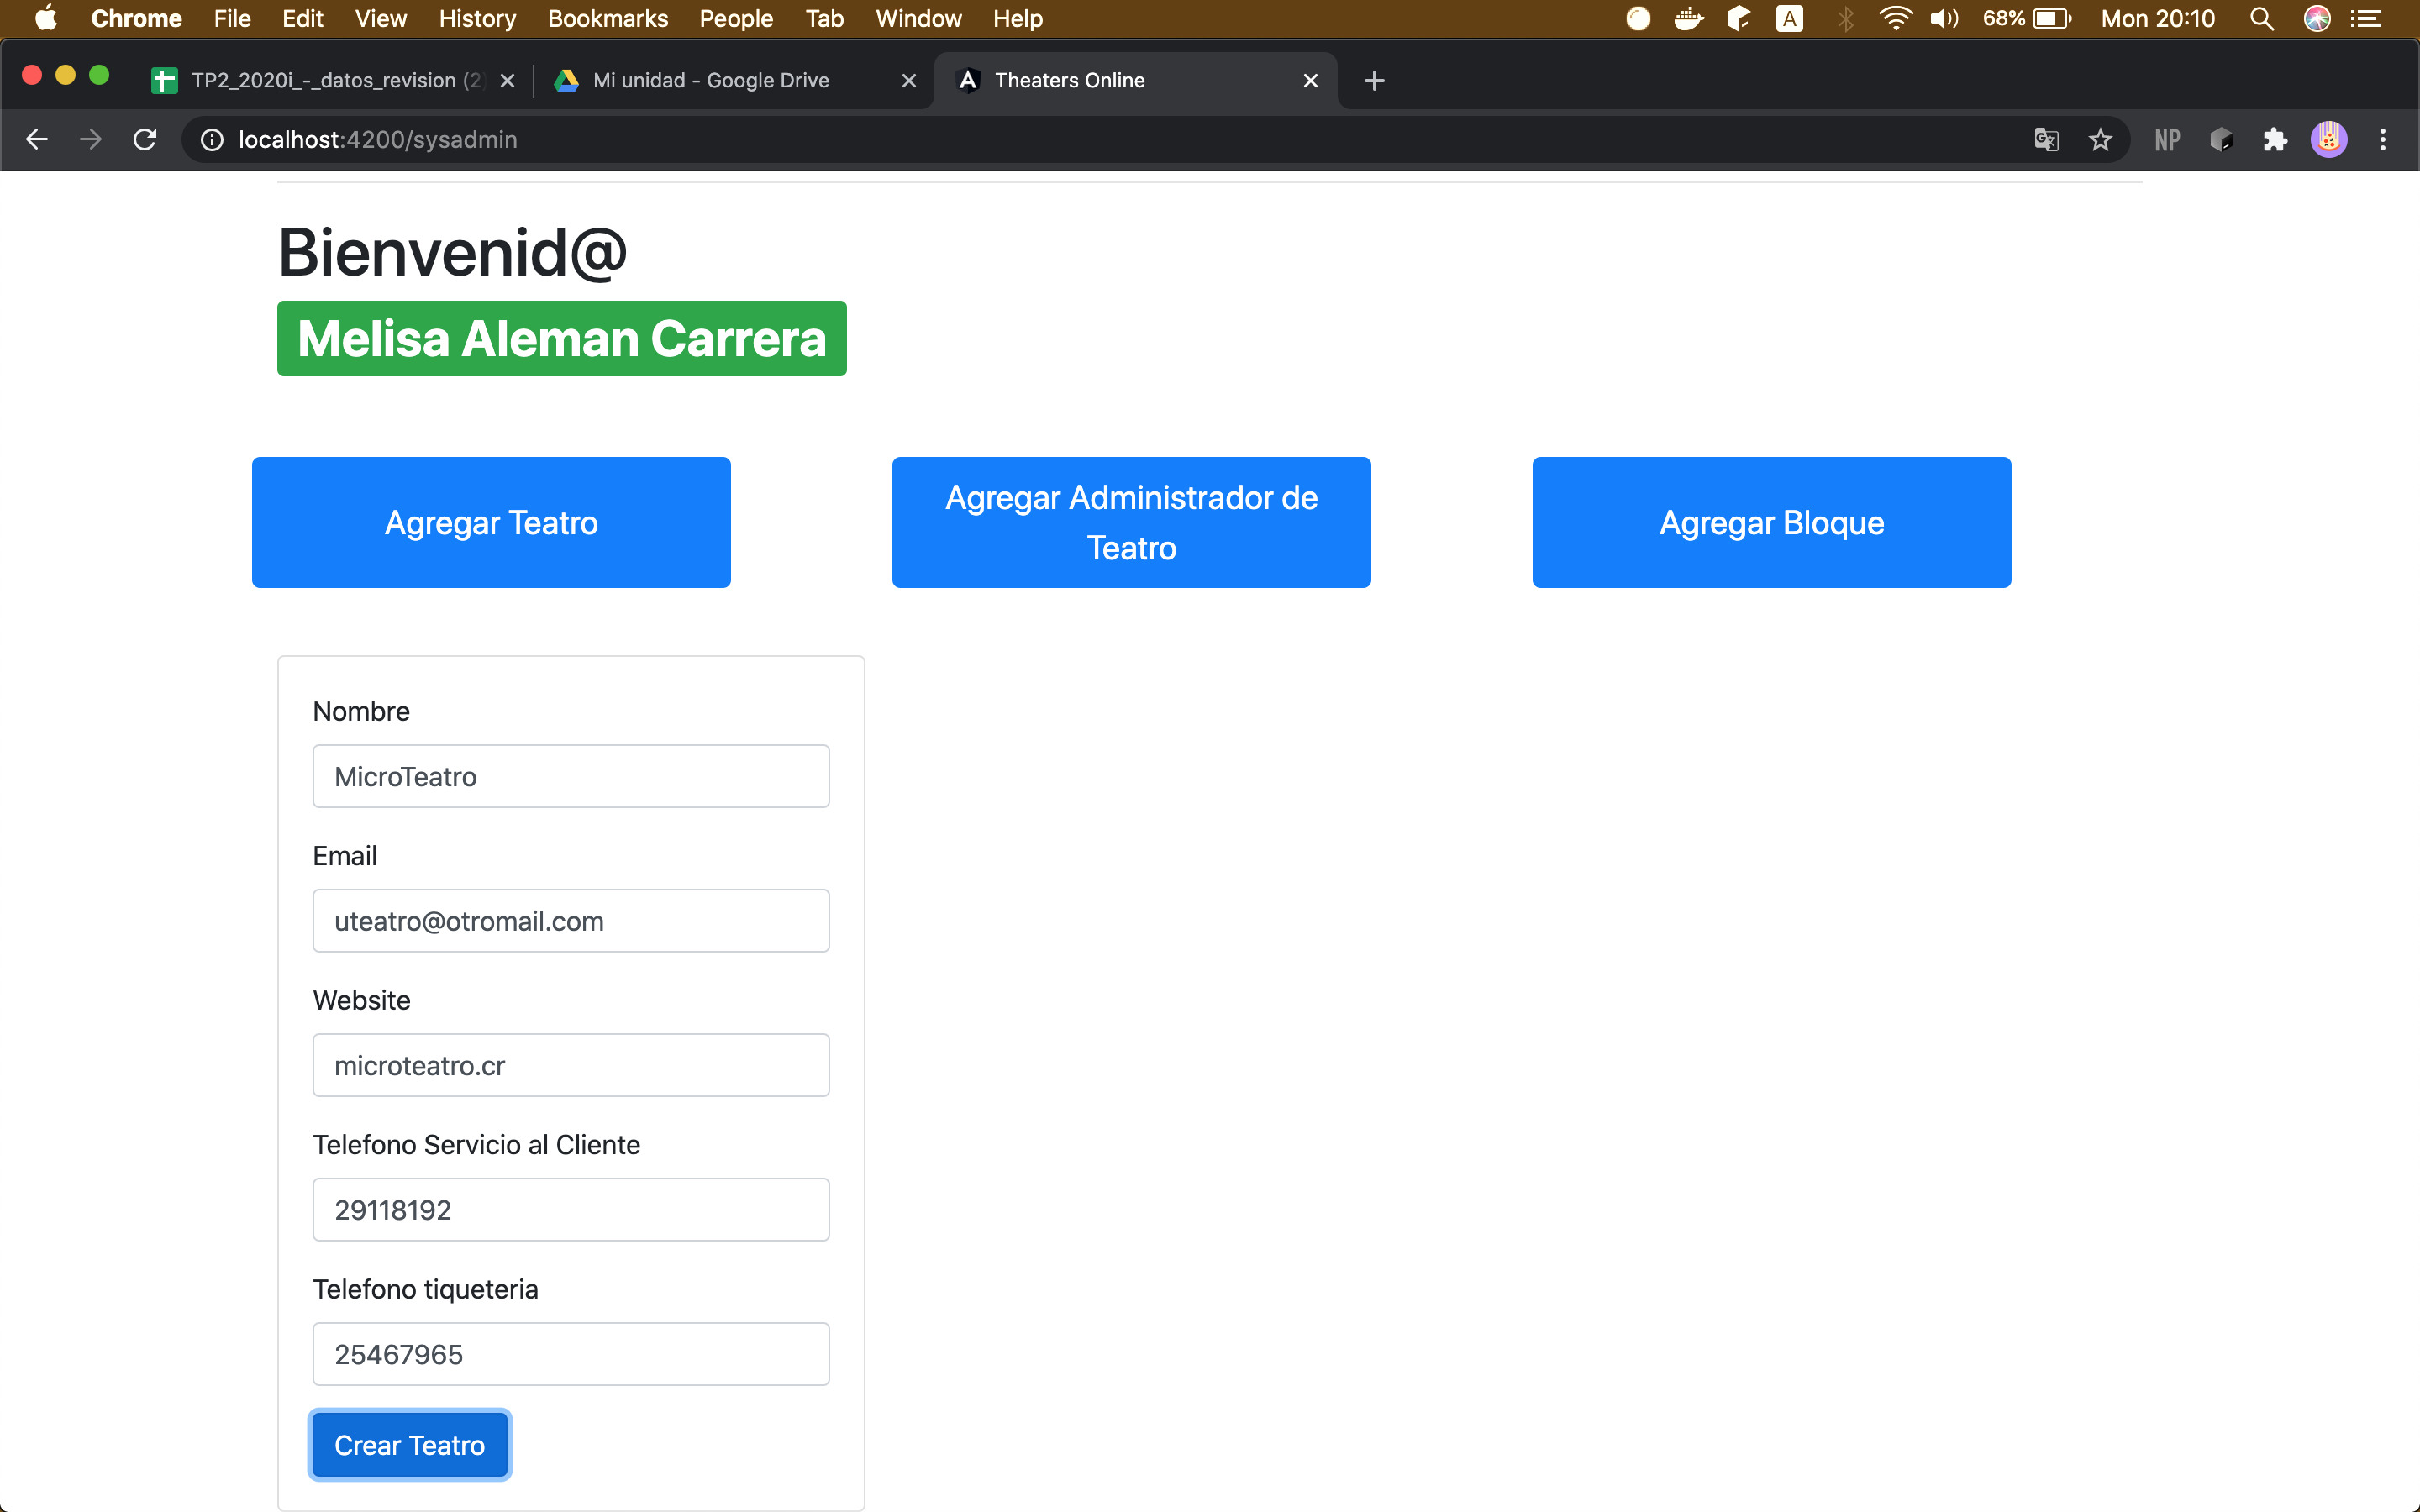 Chrome File Edit View History Bookmarks People Tab Window Help A 68% Mon 20:10
TP2_2020i_-_datos_revision (2) Mi unidad - Google Drive Theaters Online
localhost:4200/sysadmin NP
Bienvenid@
Melisa Aleman Carrera
Agregar Teatro
Agregar Administrador de
Teatro
Agregar Bloque
Nombre
MicroTeatro
Email
uteatro@otromail.com
Website
microteatro.cr
Telefono Servicio al Cliente
29118192
Telefono tiqueteria
25467965
Crear Teatro